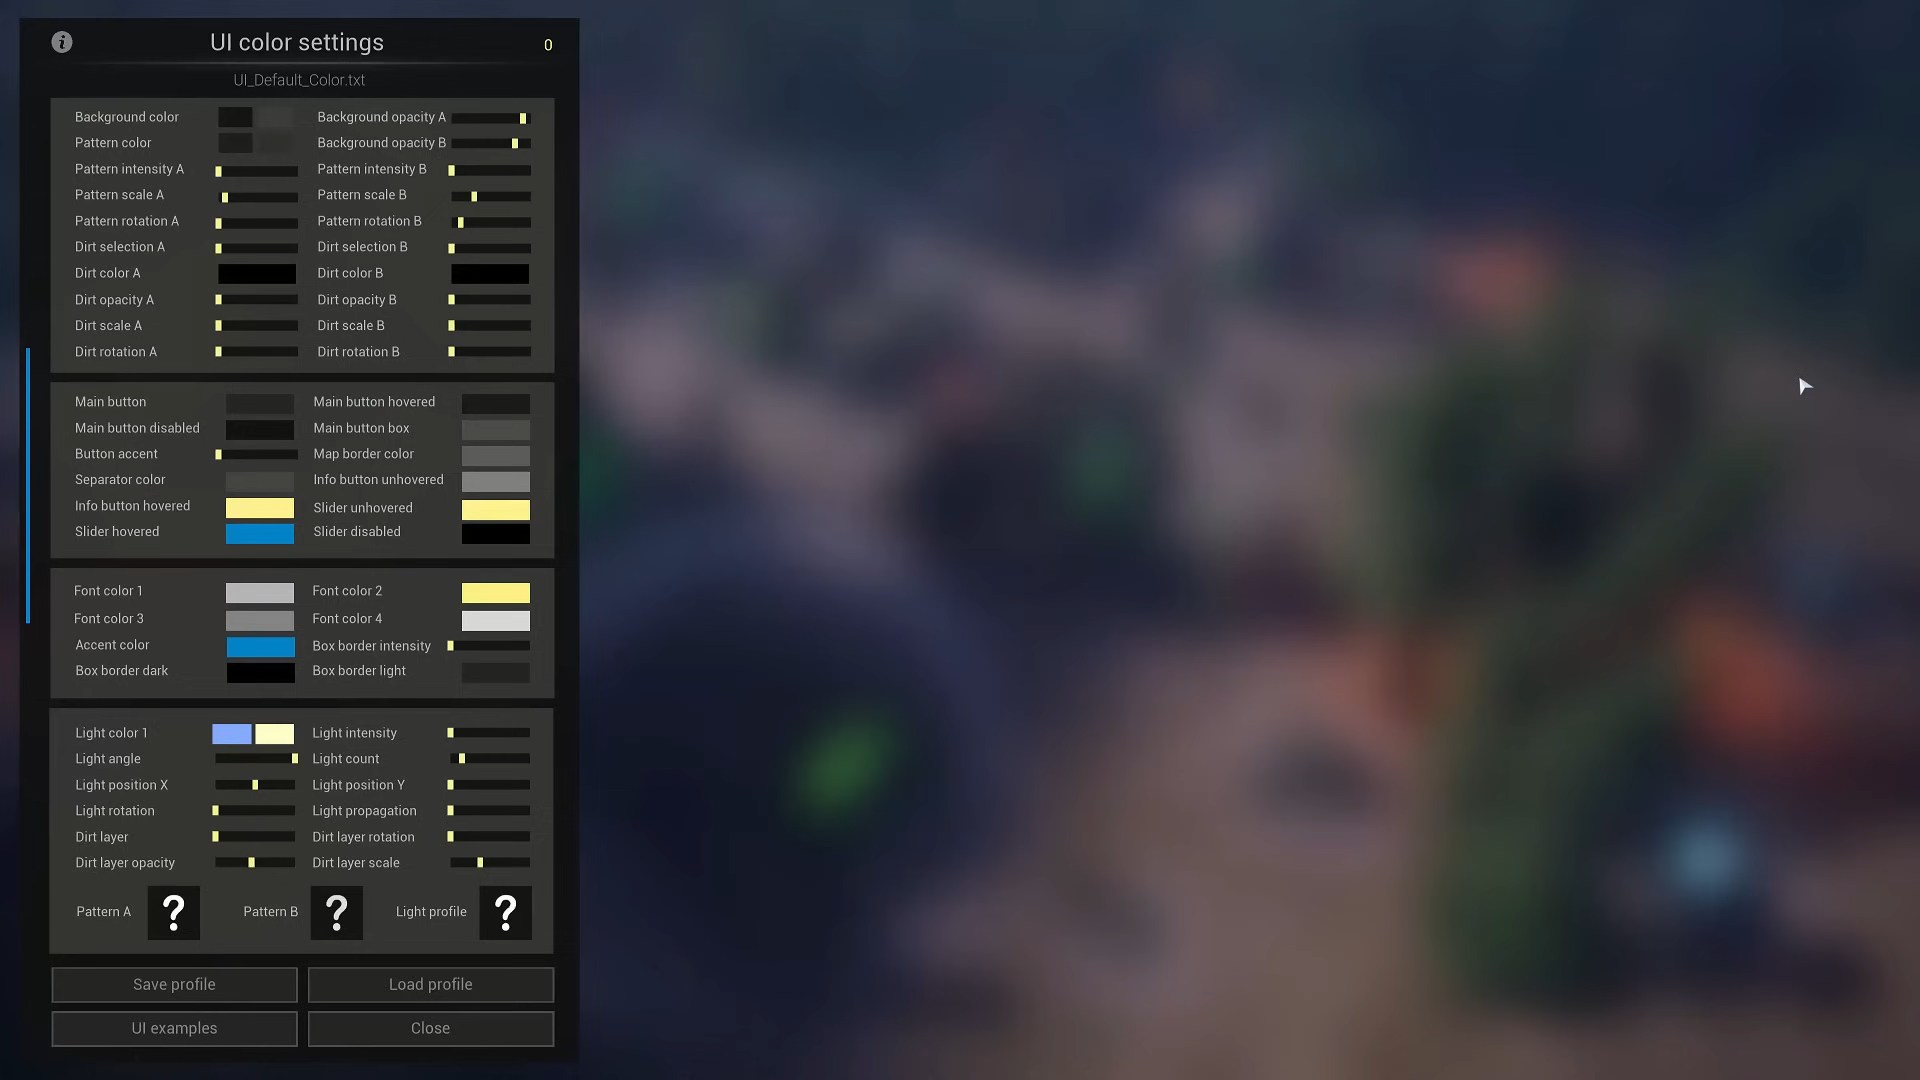 UI color settings
0
UI_Default_Color.txt
Background color
Background opacity A
Pattern color
Background opacity B
Pattern intensity A
Pattern intensity B
Pattern scale A
Pattern scale B
Pattern rotation A
Pattern rotation B
Dirt selection A
Dirt selection B
Dirt color A
Dirt color B
Dirt opacity A
Dirt opacity B
Dirt scale A
Dirt scale B
Dirt rotation A
Dirt rotation B
Main button
Main button hovered
Main button disabled
Main button box
Button accent
Map border color
Separator color
Info button unhovered
Info button hovered
Slider unhovered
Slider hovered
Slider disabled
Font color 1
Font color 2
Font color 3
Font color 4
Accent color
Box border intensity
Box border dark
Box border light
Light color 1
Light intensity
Light angle
Light count
Light position X
Light position Y
Light rotation
Light propagation
Dirt layer
Dirt layer rotation
Dirt layer opacity
Dirt layer scale
Pattern A
?
Pattern B
?
Light profile
?
Save profile
Load profile
UI examples
Close